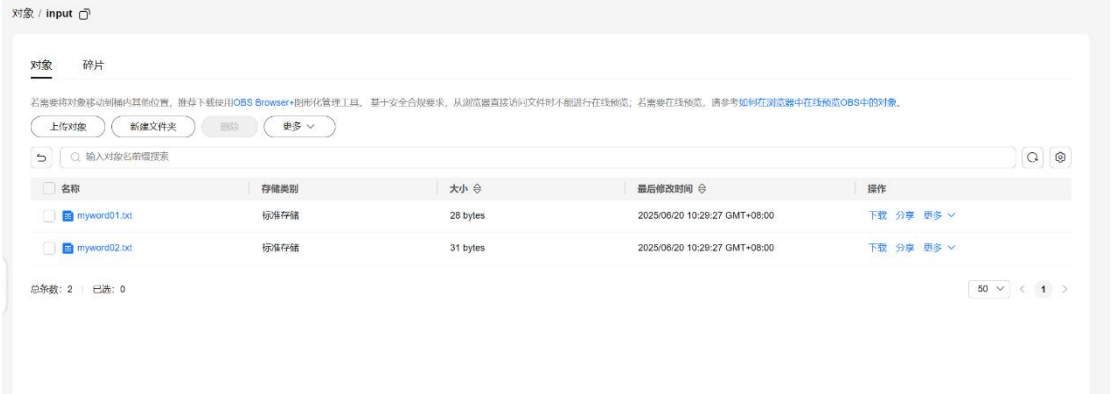 对象 / input
对象 碎片
若需要将对象移动到桶内其他位置，推荐下载使用OBS Browser+图形化管理工具。 基于安全合规要求，从浏览器直接访问文件时不能进行在线预览；若需要在线预览，请参考如何在浏览器中在线预览OBS中的对象。
上传对象 新建文件夹 删除 更多
输入对象名前缀搜索
名称 存储类别 大小 最后修改时间 操作
myword01.txt 标准存储 28 bytes 2025/06/20 10:29:27 GMT+08:00 下载 分享 更多
myword02.txt 标准存储 31 bytes 2025/06/20 10:29:27 GMT+08:00 下载 分享 更多
总条数：2 已选：0 50 1